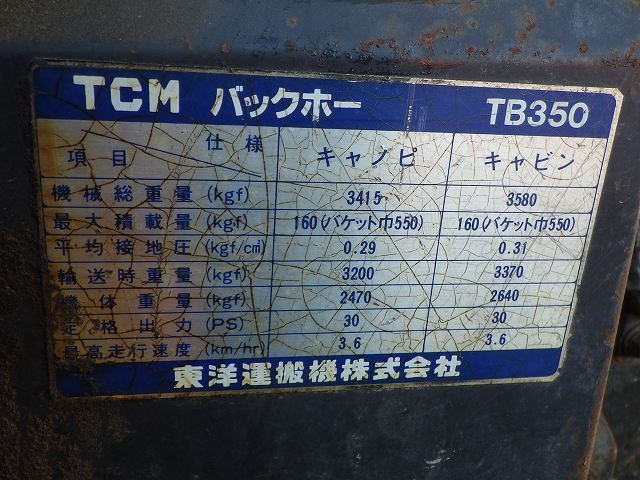 TCM バックホー TB350
項目 仕様 キャノピ キャビン
機械総重量(kgf) 3415 3580
最大積載量(kgf) 160(バケット巾550) 160(バケット巾550)
平均接地圧(kgf/cm²) 0.29 0.31
輸送時重量(kgf) 3200 3370
機体重量(kgf) 2470 2640
定格出力(PS) 30 30
最高走行速度(km/hr) 3.6 3.6
東洋運搬機株式会社